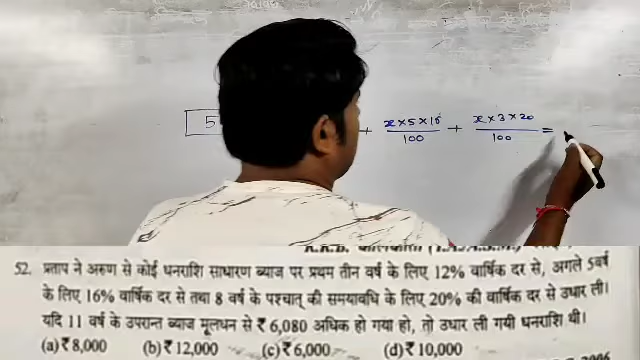 5
+ x×5×16/100 + x×3×20/100 =
52. प्रताप ने अरुण से कोई धनराशि साधारण ब्याज पर प्रथम तीन वर्ष के लिए 12% वार्षिक दर से, अगले 5वर्ष
के लिए 16% वार्षिक दर से तथा 8 वर्ष के पश्चात् की समयावधि के लिए 20% की वार्षिक दर से उधार ली।
यदि 11 वर्ष के उपरान्त ब्याज मूलधन से ₹ 6,080 अधिक हो गया हो, तो उधार ली गयी धनराशि थी।
(a) ₹ 8,000 (b) ₹ 12,000 (c) ₹ 6,000 (d) ₹ 10,000